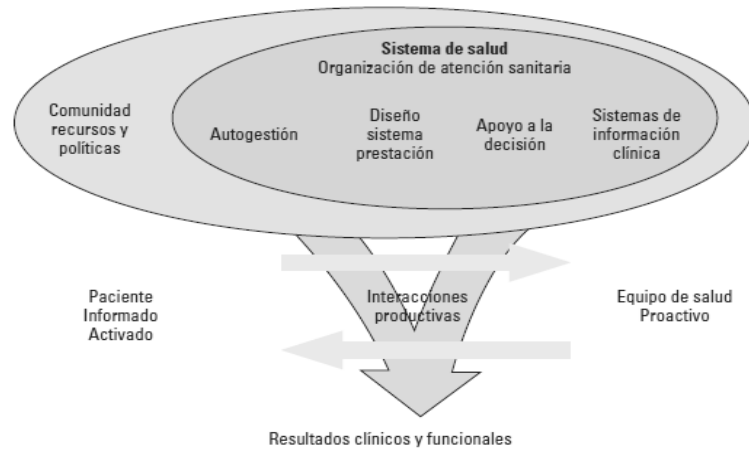 Sistema de salud
Organización de atención sanitaria
Comunidad
recursos y
políticas
Autogestión
Diseño
sistema
prestación
Apoyo a la
decisión
Sistemas de
información
clínica
Paciente
Informado
Activado
Interacciones
productivas
Equipo de salud
Proactivo
Resultados clínicos y funcionales